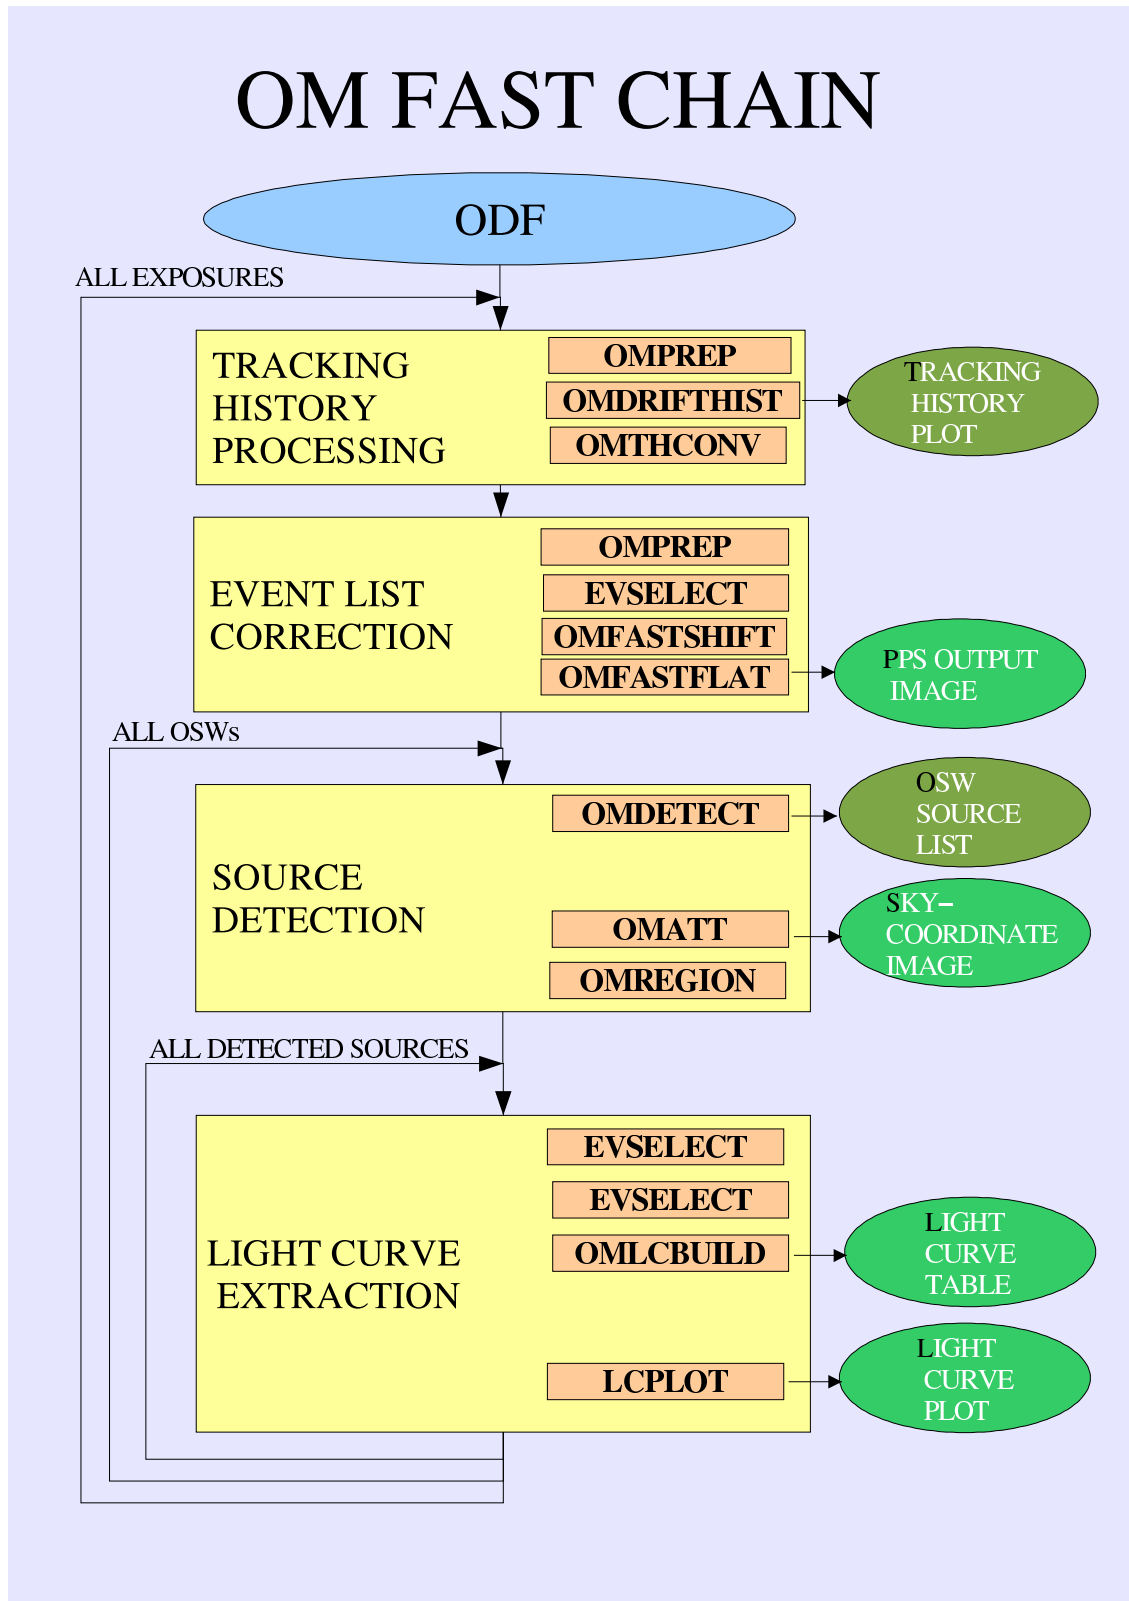 OM FAST CHAIN
ODF
ALL EXPOSURES
TRACKING
HISTORY
PROCESSING
OMPREP
OMDRIFTHIST
OMTHCONV
TRACKING
HISTORY
PLOT
EVENT LIST
CORRECTION
OMPREP
EVSELECT
OMFASTSHIFT
OMFASTFLAT
PPS OUTPUT
IMAGE
ALL OSWs
SOURCE
DETECTION
OMDETECT
OMATT
OMREGION
OSW
SOURCE
LIST
SKY-
COORDINATE
IMAGE
ALL DETECTED SOURCES
LIGHT CURVE
EXTRACTION
EVSELECT
EVSELECT
OMLCBUILD
LCPLOT
LIGHT
CURVE
TABLE
LIGHT
CURVE
PLOT